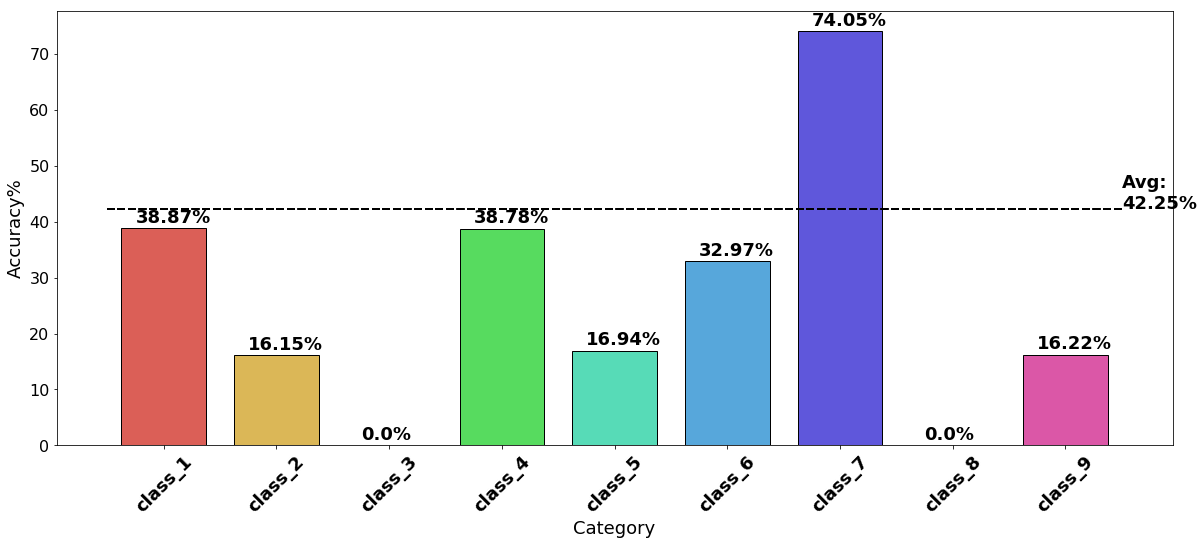 74.05%
70
60
50
Avg:
42.25%
40
38.87%
38.78%
32.97%
30
20
16.15%
16.94%
16.22%
10
0.0%
0.0%
0
Accuracy%
class_1
class_2
class_3
class_4
class_5
class_6
class_7
class_8
class_9
Category